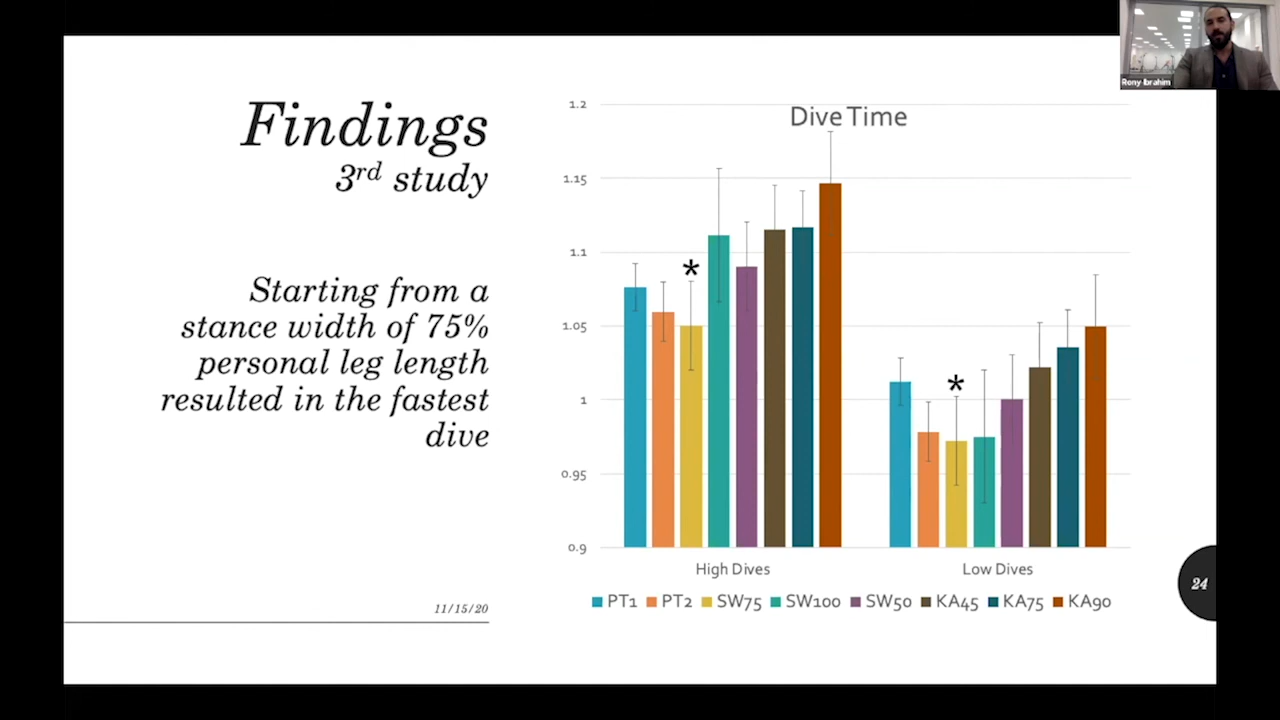 Rony Ibrahim
Findings
3rd study
Starting from a
stance width of 75%
personal leg length
resulted in the fastest
dive
11/15/20
Dive Time
1.2
1.15
1.1
1.05
1
0.95
0.9
*
*
High Dives
Low Dives
PT1 PT2 SW75 SW100 SW50 KA45 KA75 KA90
24